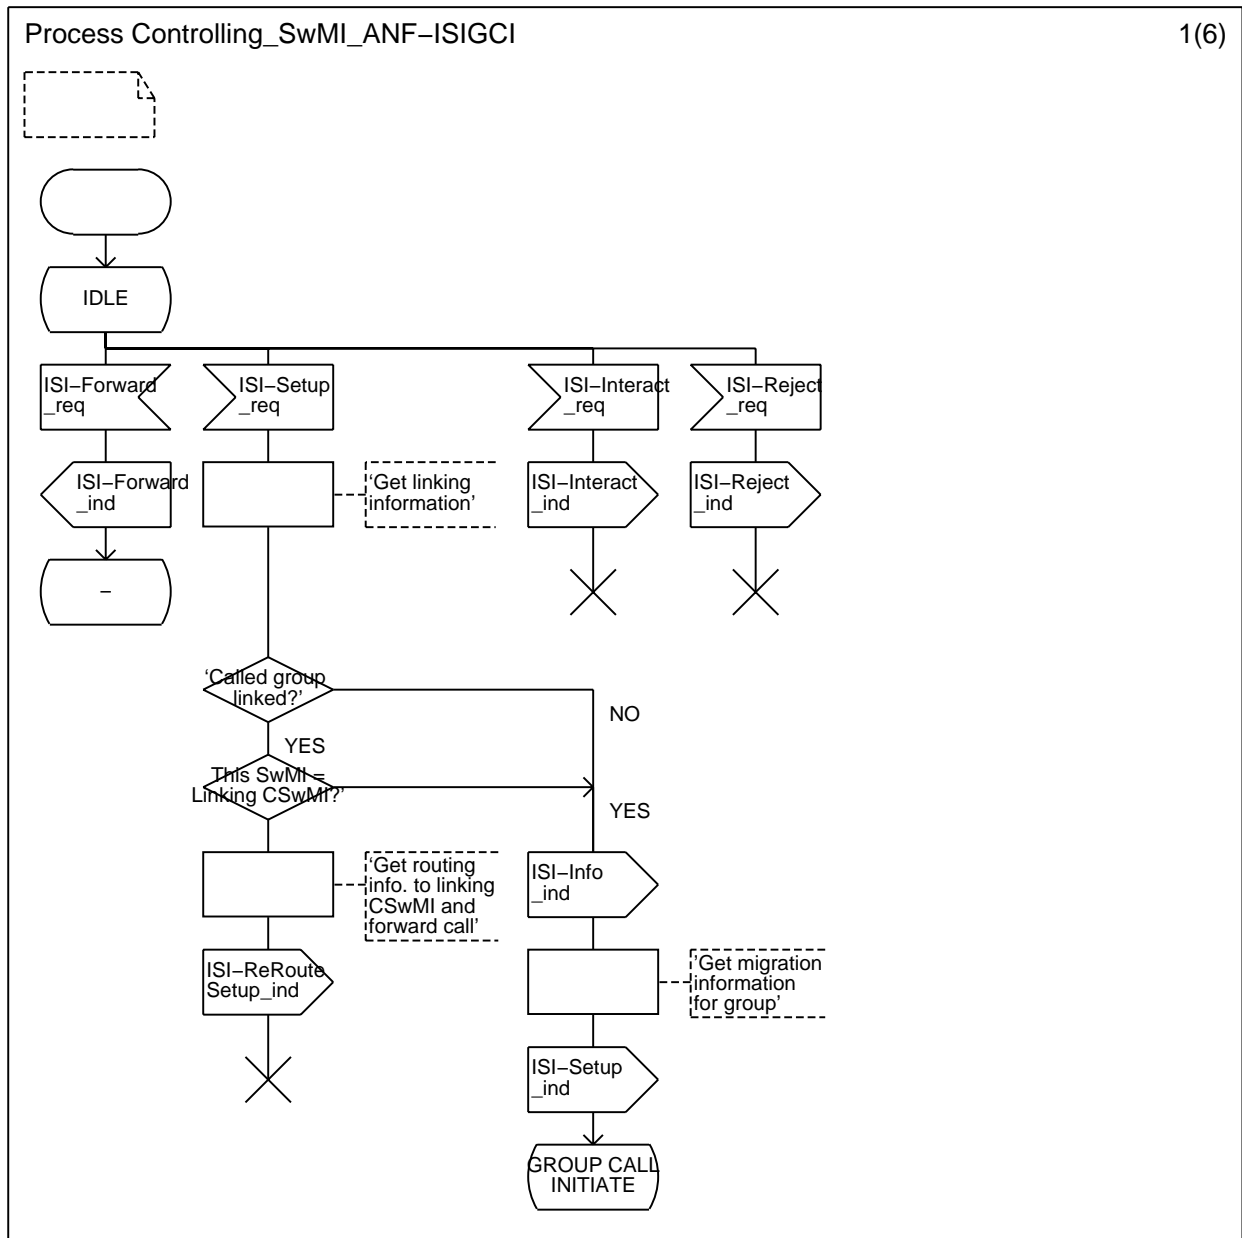 Process Controlling_SwMI_ANF−ISIGCI
1(6)
IDLE
ISI−Forward
_req
ISI−Setup
_req
ISI−Interact
_req
ISI−Reject
_req
ISI−Forward
_ind
‘Get linking
information’
ISI−Interact
_ind
ISI−Reject
_ind
−
‘Called group
linked?’
NO
YES
This SwMI =
Linking CSwMI?’
YES
‘Get routing
info. to linking
CSwMI and
forward call’
ISI−Info
_ind
ISI−ReRoute
Setup_ind
’Get migration
information
for group’
ISI−Setup
_ind
GROUP CALL
INITIATE